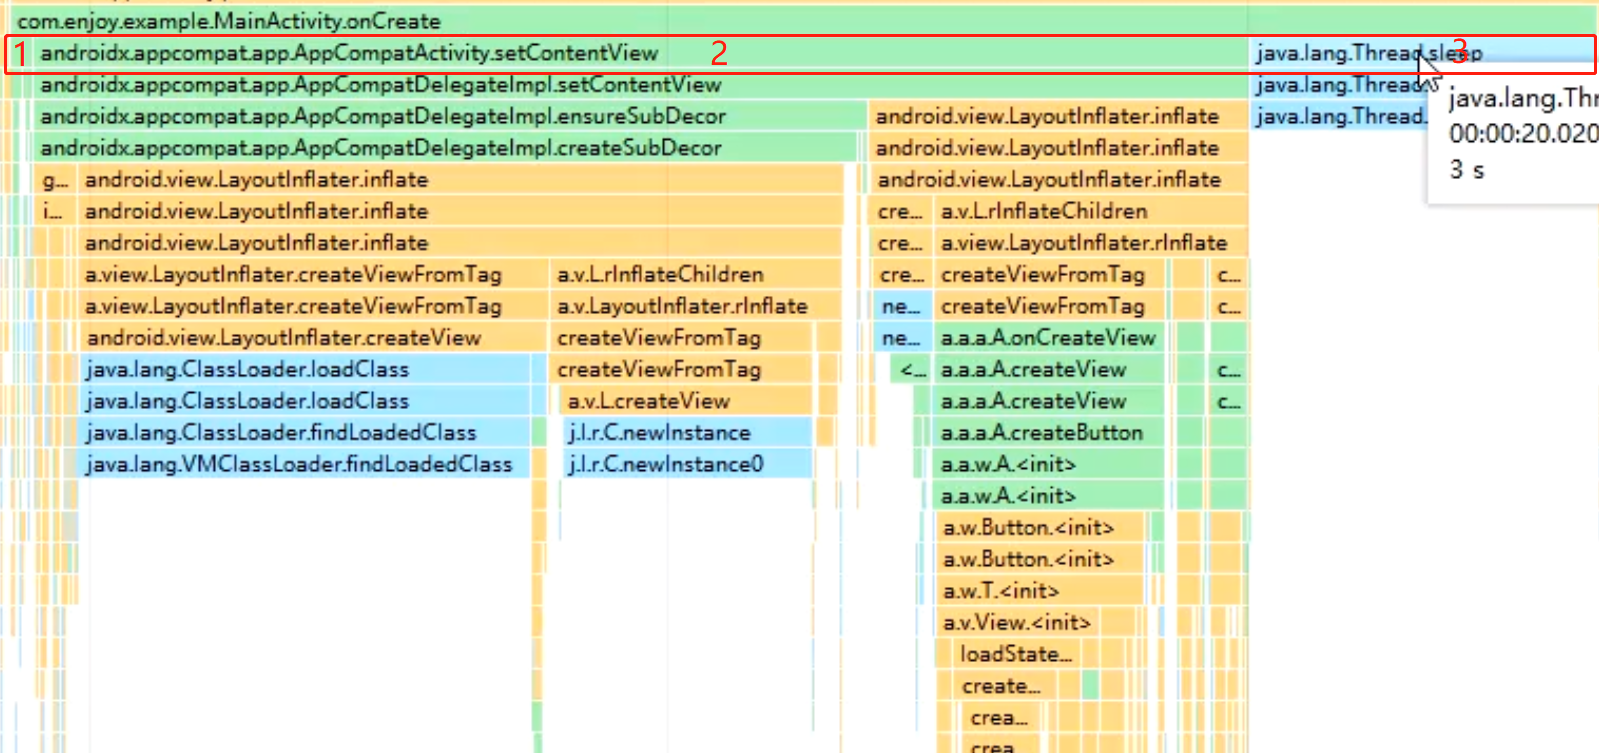 com.enjoy.example.MainActivity.onCreate
1 androidx.appcompat.app.AppCompatActivity.setContentView 2 java.lang.Thread.sleep 3
androidx.appcompat.app.AppCompatDelegateImpl.setContentView java.lang.Thread.
androidx.appcompat.app.AppCompatDelegateImpl.ensureSubDecor android.view.LayoutInflater.inflate java.lang.Thread. java.lang.Thr
androidx.appcompat.app.AppCompatDelegateImpl.createSubDecor android.view.LayoutInflater.inflate 00:00:20.020
g... android.view.LayoutInflater.inflate android.view.LayoutInflater.inflate 3 s
i... android.view.LayoutInflater.inflate cre... a.v.L.rInflateChildren
android.view.LayoutInflater.inflate cre... a.view.LayoutInflater.rInflate
a.view.LayoutInflater.createViewFromTag a.v.L.rInflateChildren cre... createViewFromTag c...
a.view.LayoutInflater.createViewFromTag a.v.LayoutInflater.rInflate ne... createViewFromTag c...
android.view.LayoutInflater.createView createViewFromTag ne... a.a.a.A.onCreateView
java.lang.ClassLoader.loadClass createViewFromTag <... a.a.a.A.createView c...
java.lang.ClassLoader.loadClass a.v.L.createView a.a.a.A.createView c...
java.lang.ClassLoader.findLoadedClass j.l.r.C.newInstance a.a.a.A.createButton
java.lang.VMClassLoader.findLoadedClass j.l.r.C.newInstance0 a.a.w.A.<init>
a.a.w.A.<init>
a.w.Button.<init>
a.w.Button.<init>
a.w.T.<init>
a.v.View.<init>
loadState...
create...
crea...
crea